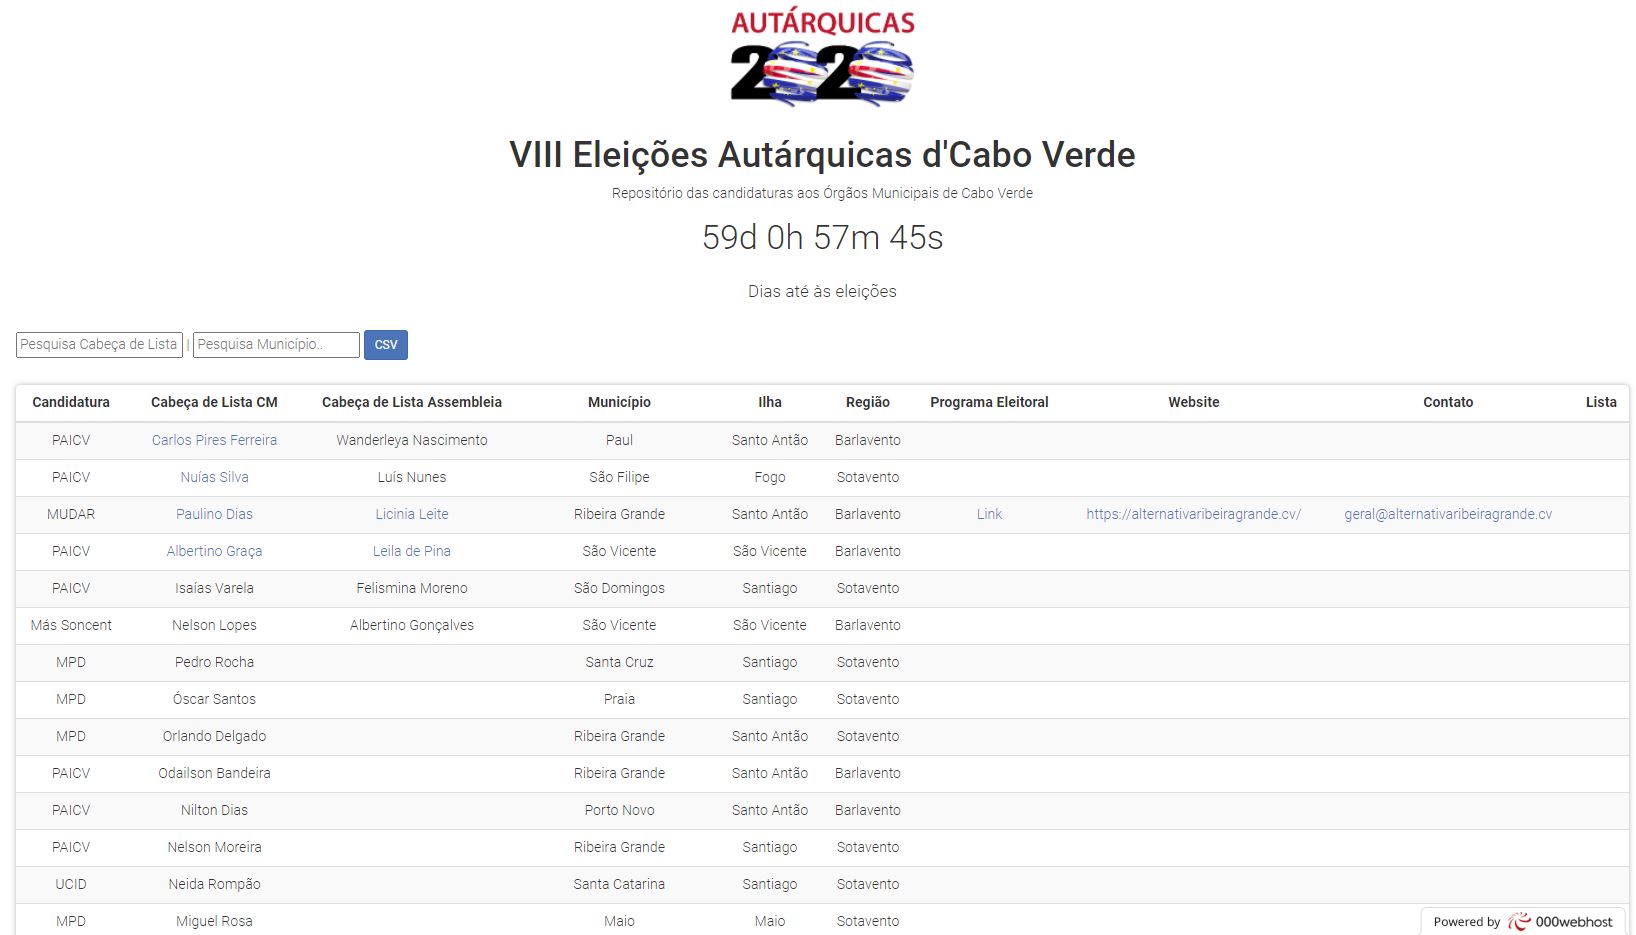 AUTÁRQUICAS
2020
VIII Eleições Autárquicas d'Cabo Verde
Repositório das candidaturas aos Órgãos Municipais de Cabo Verde
59d 0h 57m 45s
Dias até às eleições
Pesquisa Cabeça de Lista | Pesquisa Município.. CSV
Candidatura Cabeça de Lista CM Cabeça de Lista Assembleia Município Ilha Região Programa Eleitoral Website Contato Lista
PAICV Carlos Pires Ferreira Wanderleya Nascimento Paul Santo Antão Barlavento
PAICV Nuías Silva Luís Nunes São Filipe Fogo Sotavento
MUDAR Paulino Dias Licinia Leite Ribeira Grande Santo Antão Barlavento Link https://alternativaribeiragrande.cv/ geral@alternativaribeiragrande.cv
PAICV Albertino Graça Leila de Pina São Vicente São Vicente Barlavento
PAICV Isaías Varela Felismina Moreno São Domingos Santiago Sotavento
Más Soncent Nelson Lopes Albertino Gonçalves São Vicente São Vicente Barlavento
MPD Pedro Rocha Santa Cruz Santiago Sotavento
MPD Óscar Santos Praia Santiago Sotavento
MPD Orlando Delgado Ribeira Grande Santo Antão Sotavento
PAICV Odailson Bandeira Ribeira Grande Santo Antão Barlavento
PAICV Nilton Dias Porto Novo Santo Antão Barlavento
PAICV Nelson Moreira Ribeira Grande Santiago Sotavento
UCID Neida Rompão Santa Catarina Santiago Sotavento
MPD Miguel Rosa Maio Maio Sotavento
Powered by 000webhost